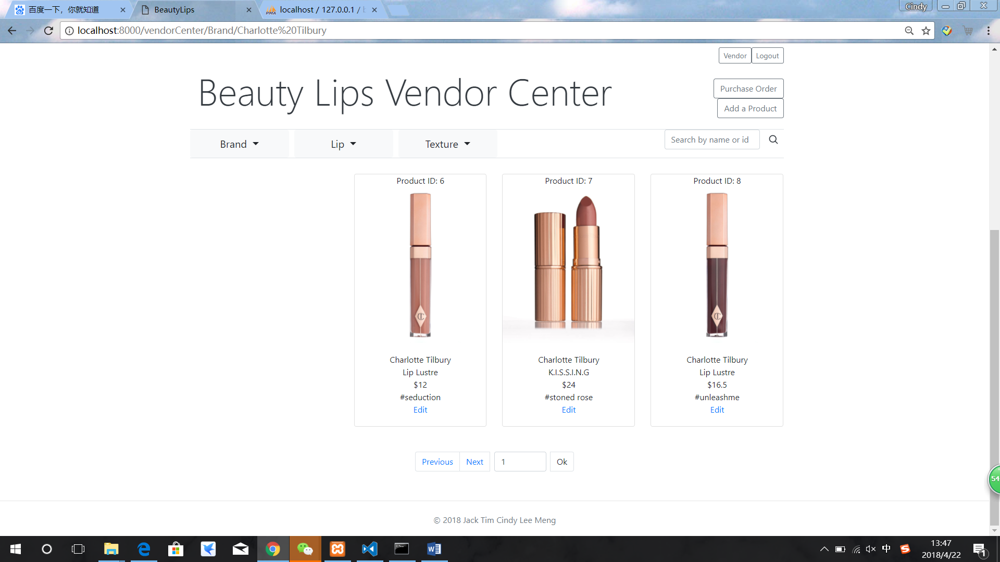 百度一下，你就知道
BeautyLips
localhost / 127.0.0.1 /
Cindy
localhost:8000/vendorCenter/Brand/Charlotte%20Tilbury
Vendor
Logout
Beauty Lips Vendor Center
Purchase Order
Add a Product
Brand
Lip
Texture
Search by name or id
Product ID: 6
Charlotte Tilbury
Lip Lustre
$12
#seduction
Edit
Product ID: 7
Charlotte Tilbury
K.I.S.S.I.N.G
$24
#stoned rose
Edit
Product ID: 8
Charlotte Tilbury
Lip Lustre
$16.5
#unleashme
Edit
Previous
Next
1
Ok
54
© 2018 Jack Tim Cindy Lee Meng
中
13:47
2018/4/22
1